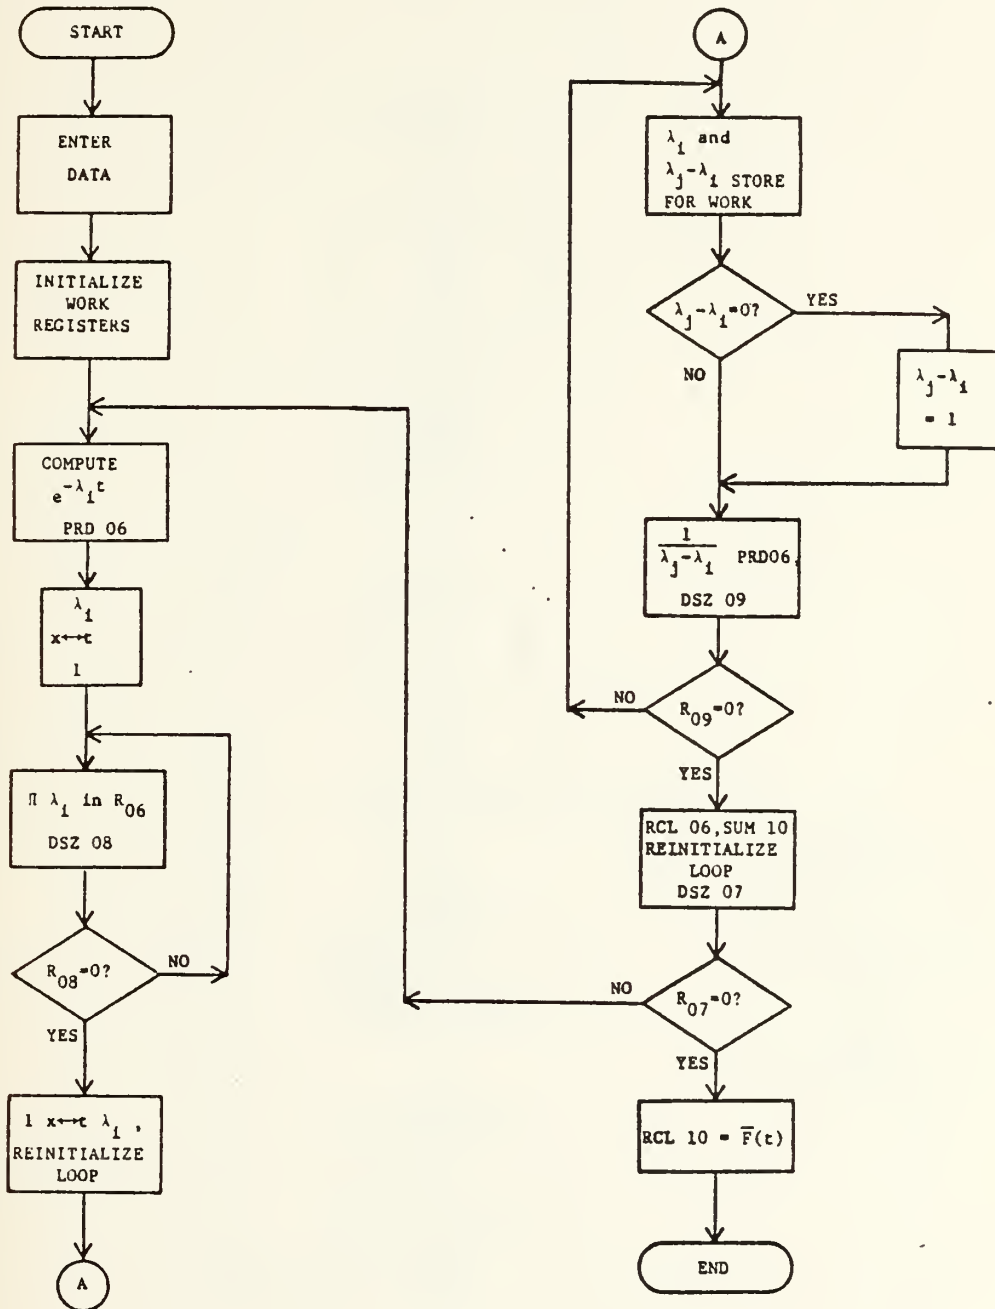 START
ENTER
DATA
INITIALIZE
WORK
REGISTERS
COMPUTE
e^-λ_i t
PRD 06
λ_i
x↔t
1
Π λ_i in R_06
DSZ 08
R_08=0?
NO
YES
1 x↔t λ_i ,
REINITIALIZE
LOOP
A
A
λ_i and
λ_j-λ_i STORE
FOR WORK
λ_j-λ_i=0?
YES
NO
λ_j-λ_i
= 1
1
λ_j-λ_i PRD06,
DSZ 09
R_09=0?
NO
YES
RCL 06,SUM 10
REINITIALIZE
LOOP
DSZ 07
R_07=0?
NO
YES
RCL 10 = F̅(t)
END